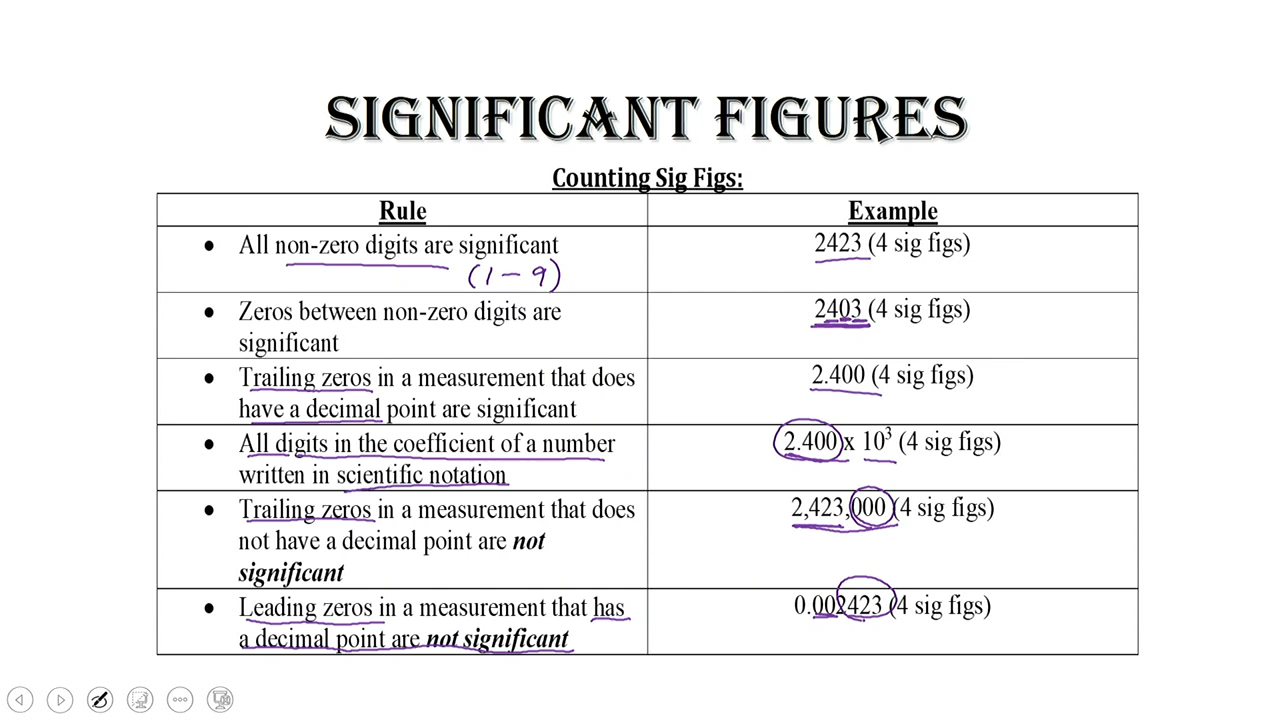 SIGNIFICANT FIGURES
Counting Sig Figs:
Rule
Example
• All non-zero digits are significant
(1 – 9)
2423 (4 sig figs)
• Zeros between non-zero digits are
significant
2403 (4 sig figs)
• Trailing zeros in a measurement that does
have a decimal point are significant
2.400 (4 sig figs)
• All digits in the coefficient of a number
written in scientific notation
2.400 x 10³ (4 sig figs)
• Trailing zeros in a measurement that does
not have a decimal point are not
significant
2,423,000 (4 sig figs)
• Leading zeros in a measurement that has
a decimal point are not significant
0.002423 (4 sig figs)